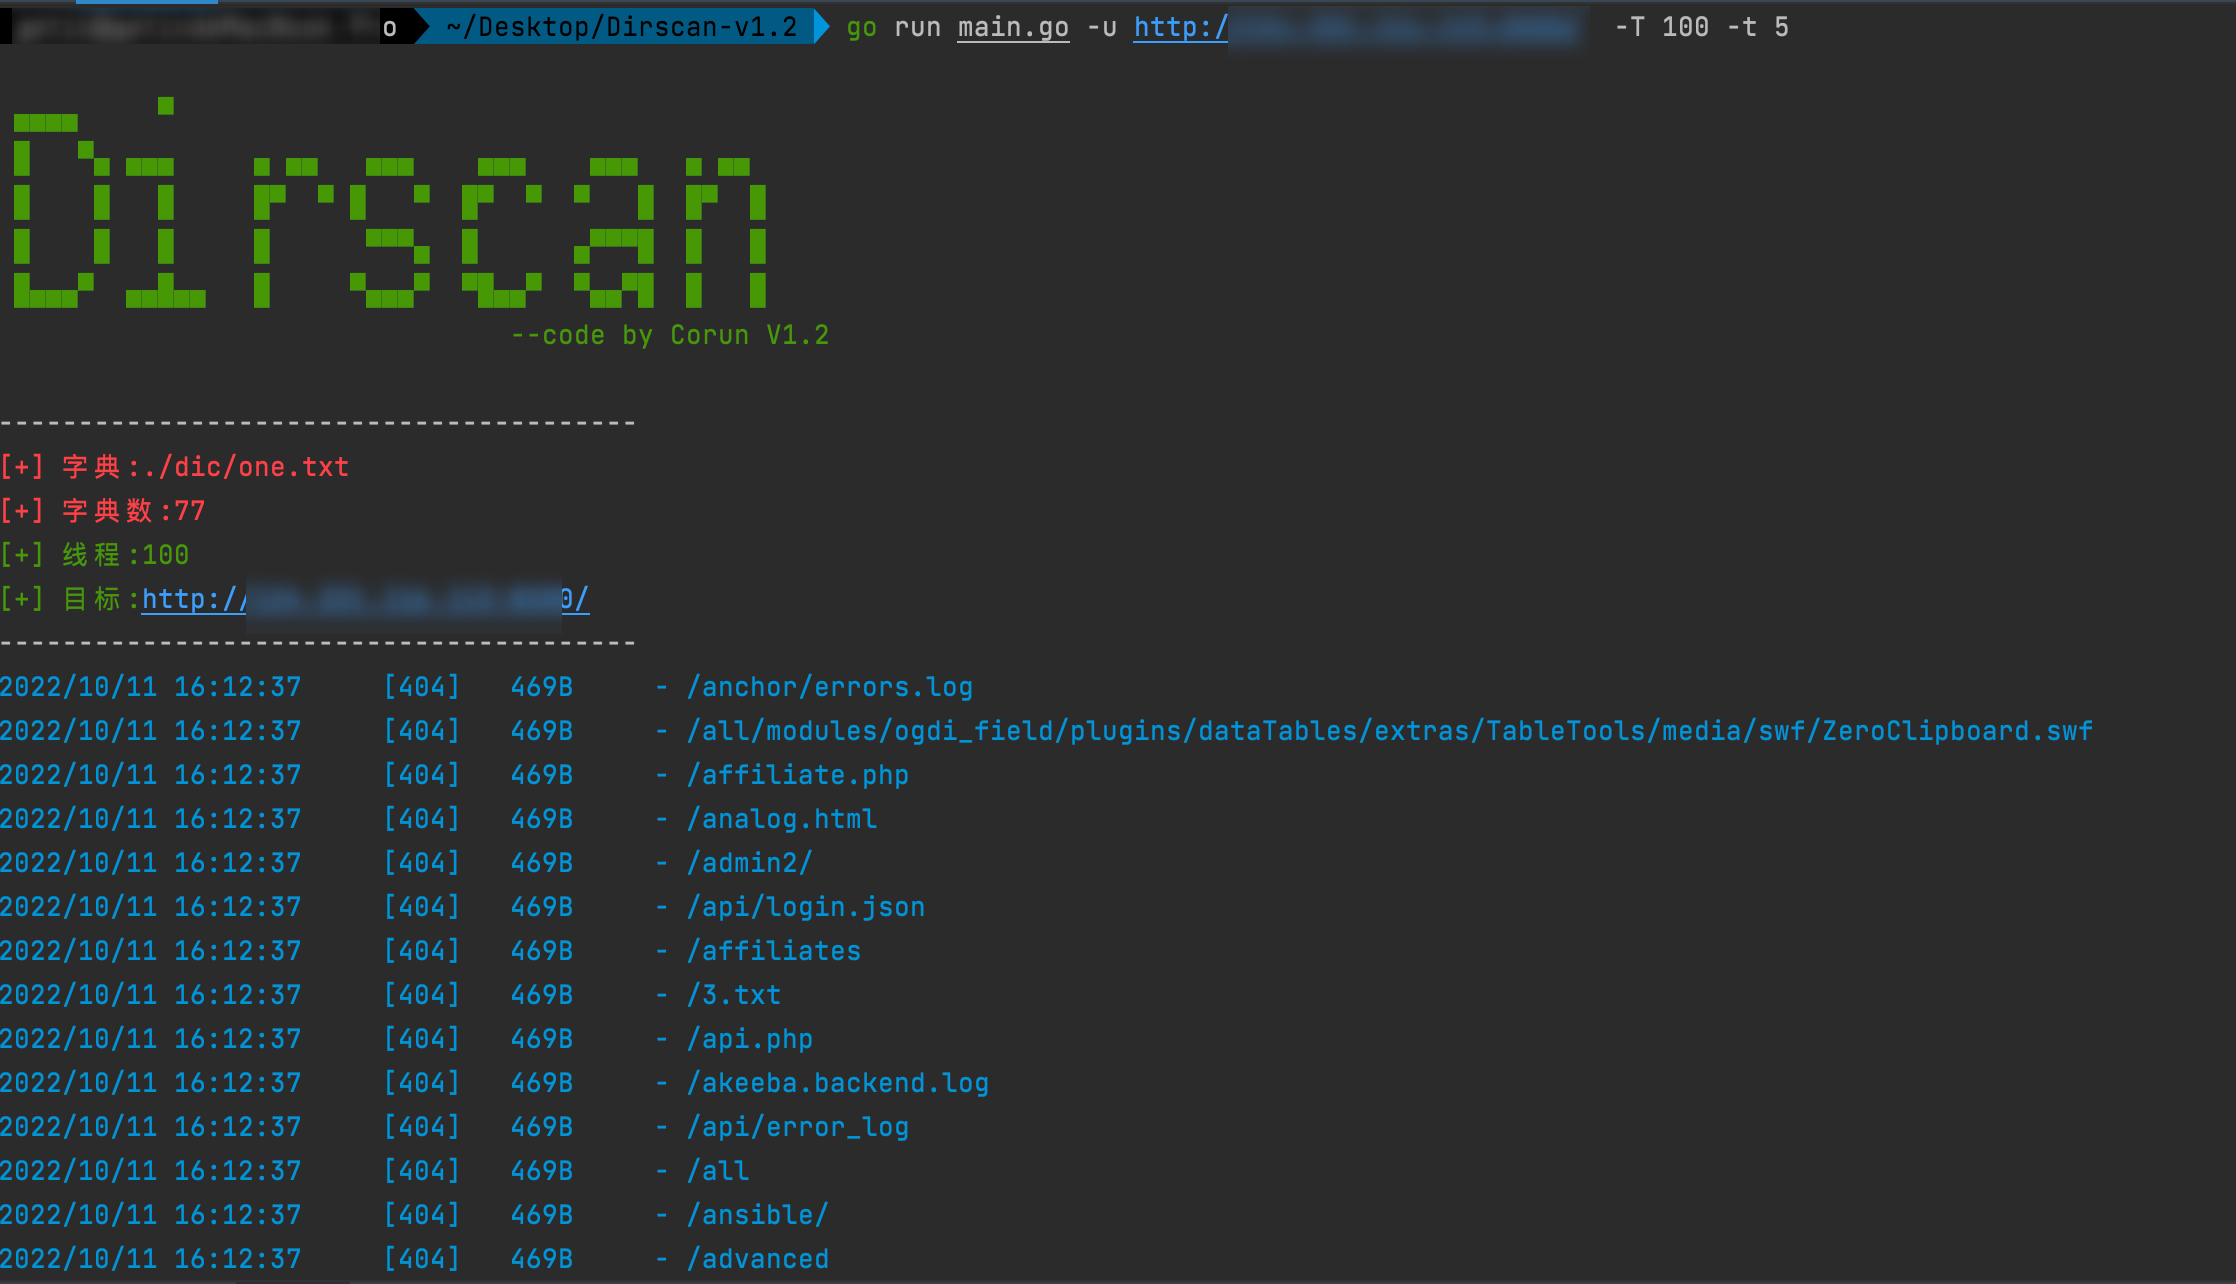 o ~/Desktop/Dirscan-v1.2 go run main.go -u http:/ -T 100 -t 5
Dirscan
--code by Corun V1.2
----------------------------------------
[+] 字典:./dic/one.txt
[+] 字典数:77
[+] 线程:100
[+] 目标:http://0/
----------------------------------------
2022/10/11 16:12:37 [404] 469B - /anchor/errors.log
2022/10/11 16:12:37 [404] 469B - /all/modules/ogdi_field/plugins/dataTables/extras/TableTools/media/swf/ZeroClipboard.swf
2022/10/11 16:12:37 [404] 469B - /affiliate.php
2022/10/11 16:12:37 [404] 469B - /analog.html
2022/10/11 16:12:37 [404] 469B - /admin2/
2022/10/11 16:12:37 [404] 469B - /api/login.json
2022/10/11 16:12:37 [404] 469B - /affiliates
2022/10/11 16:12:37 [404] 469B - /3.txt
2022/10/11 16:12:37 [404] 469B - /api.php
2022/10/11 16:12:37 [404] 469B - /akeeba.backend.log
2022/10/11 16:12:37 [404] 469B - /api/error_log
2022/10/11 16:12:37 [404] 469B - /all
2022/10/11 16:12:37 [404] 469B - /ansible/
2022/10/11 16:12:37 [404] 469B - /advanced